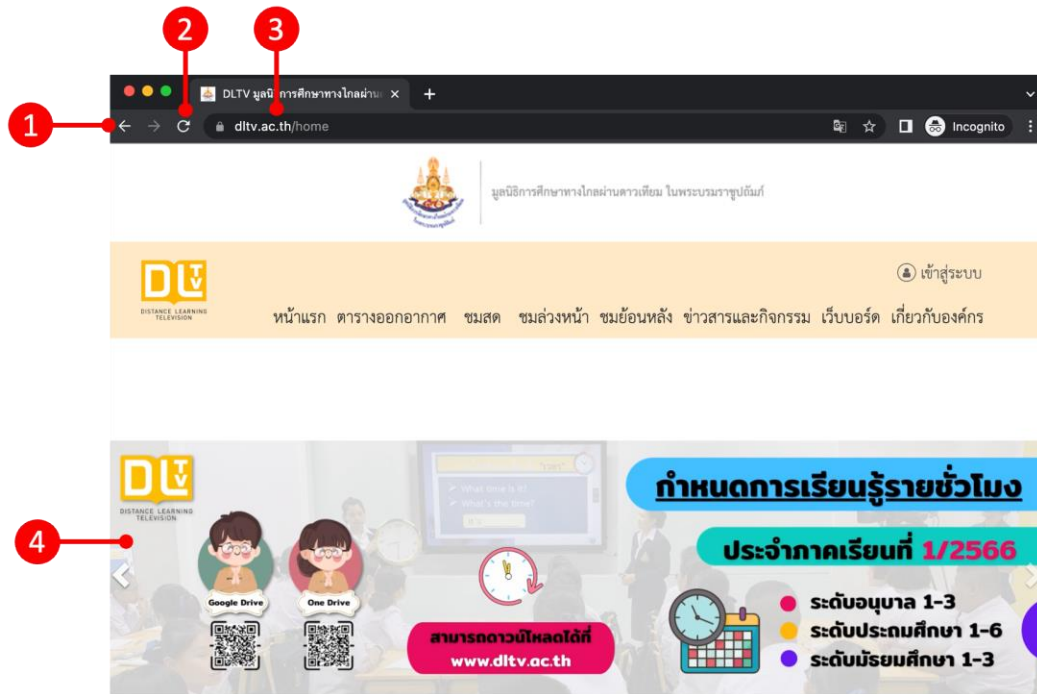 2
3
1
DLTV มูลนิธิการศึกษาทางไกลผ่าน
dltv.ac.th/home
Incognito
มูลนิธิการศึกษาทางไกลผ่านดาวเทียม ในพระบรมราชูปถัมภ์
DLTV
DISTANCE LEARNING
TELEVISION
เข้าสู่ระบบ
หน้าแรก ตารางออกอากาศ ชมสด ชมล่วงหน้า ชมย้อนหลัง ข่าวสารและกิจกรรม เว็บบอร์ด เกี่ยวกับองค์กร
4
DLTV
DISTANCE LEARNING
TELEVISION
What time is it?
What's the time?
กำหนดการเรียนรู้รายชั่วโมง
ประจำภาคเรียนที่ 1/2566
Google Drive
One Drive
สามารถดาวน์โหลดได้ที่
www.dltv.ac.th
ระดับอนุบาล 1-3
ระดับประถมศึกษา 1-6
ระดับมัธยมศึกษา 1-3